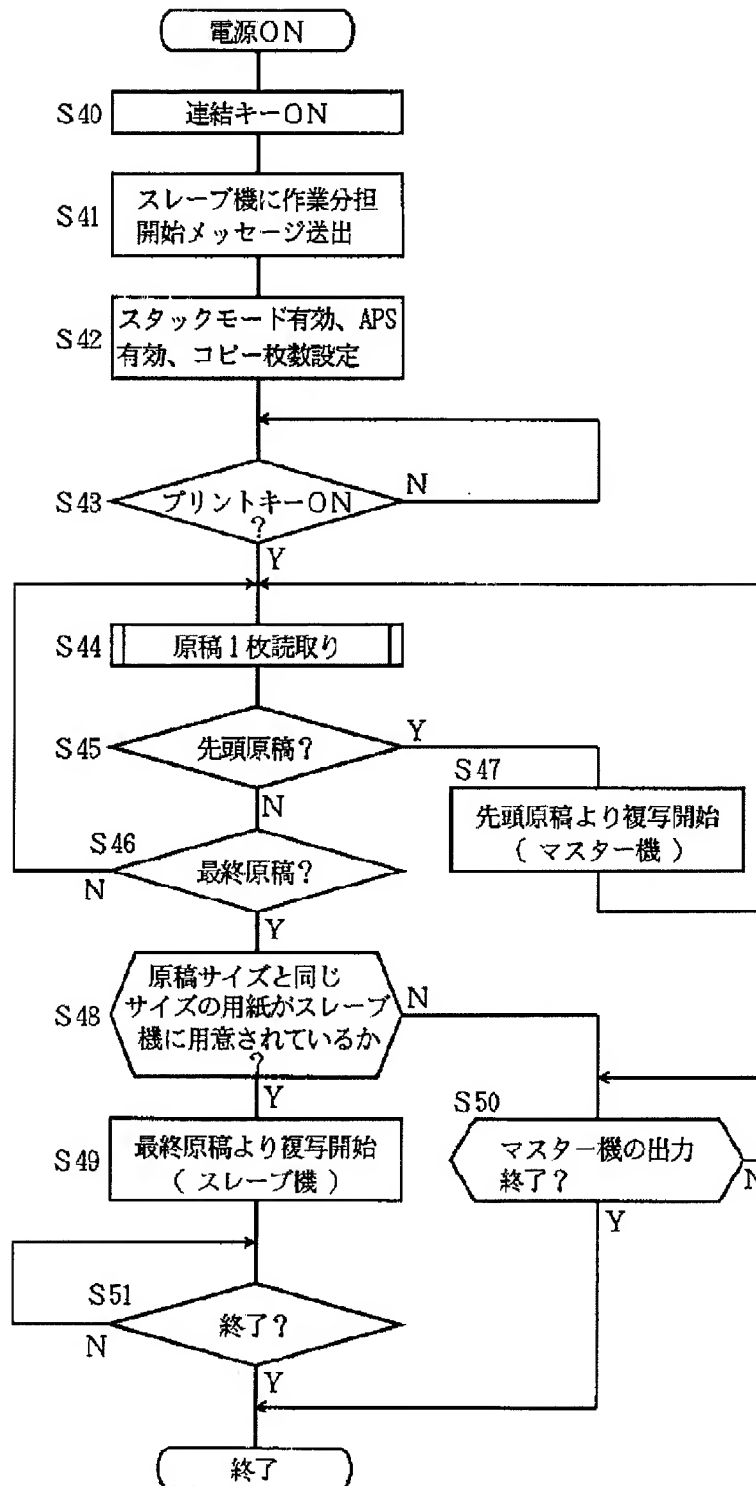 電源ON
S40
連結キーON
S41
スレーブ機に作業分担
開始メッセージ送出
S42
スタックモード有効、APS
有効、コピー枚数設定
S43
プリントキーON
?
N
Y
S44
原稿1枚読取り
S45
先頭原稿?
Y
N
S47
先頭原稿より複写開始
( マスター機 )
S46
最終原稿?
N
Y
S48
原稿サイズと同じ
サイズの用紙がスレーブ
機に用意されているか
?
N
Y
S49
最終原稿より複写開始
( スレーブ機 )
S50
マスター機の出力
終了?
N
Y
S51
終了?
N
Y
終了